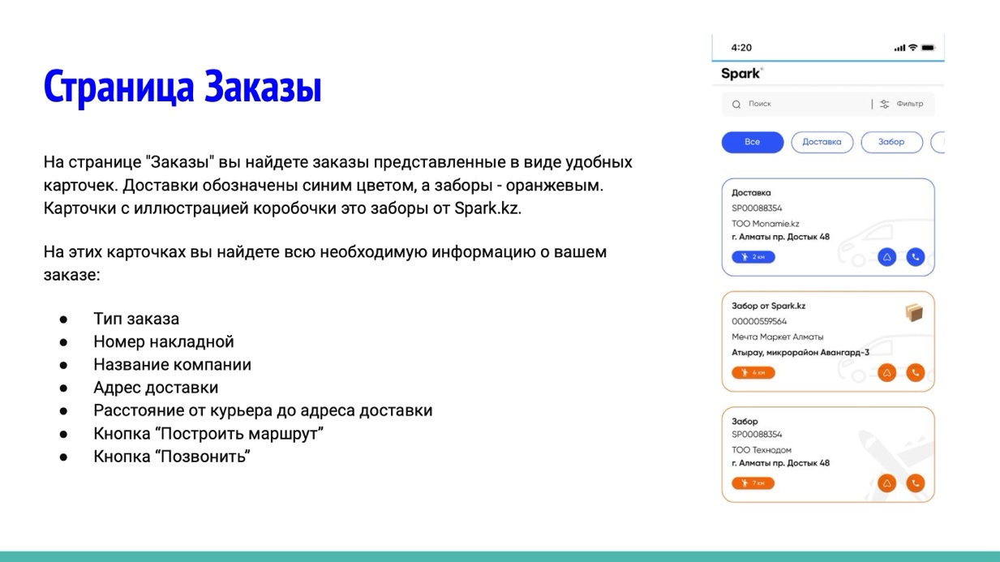 Страница Заказы
На странице "Заказы" вы найдете заказы представленные в виде удобных
карточек. Доставки обозначены синим цветом, а заборы - оранжевым.
Карточки с иллюстрацией коробочки это заборы от Spark.kz.
На этих карточках вы найдете всю необходимую информацию о вашем
заказе:
● Тип заказа
● Номер накладной
● Название компании
● Адрес доставки
● Расстояние от курьера до адреса доставки
● Кнопка “Построить маршрут”
● Кнопка “Позвонить”
4:20
Spark
Поиск | Фильтр
Все Доставка Забор
Доставка
SP00088354
ТОО Monamie.kz
г. Алматы пр. Достык 48
2 км
Забор от Spark.kz
00000559564
Мечта Маркет Алматы
Атырау, микрорайон Авангард-3
4 км
Забор
SP00088354
ТОО Технодом
г. Алматы пр. Достык 48
7 км